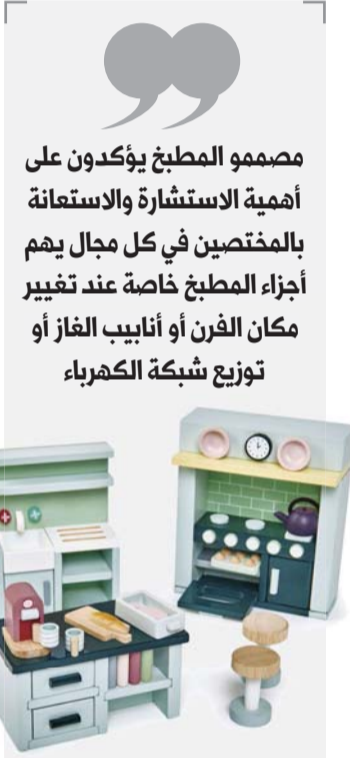 مصممو المطبخ يؤكدون على
أهمية الاستشارة والاستعانة
بالمختصين في كل مجال يهم
أجزاء المطبخ خاصة عند تغيير
مكان الفرن أو أنابيب الغاز أو
توزيع شبكة الكهرباء